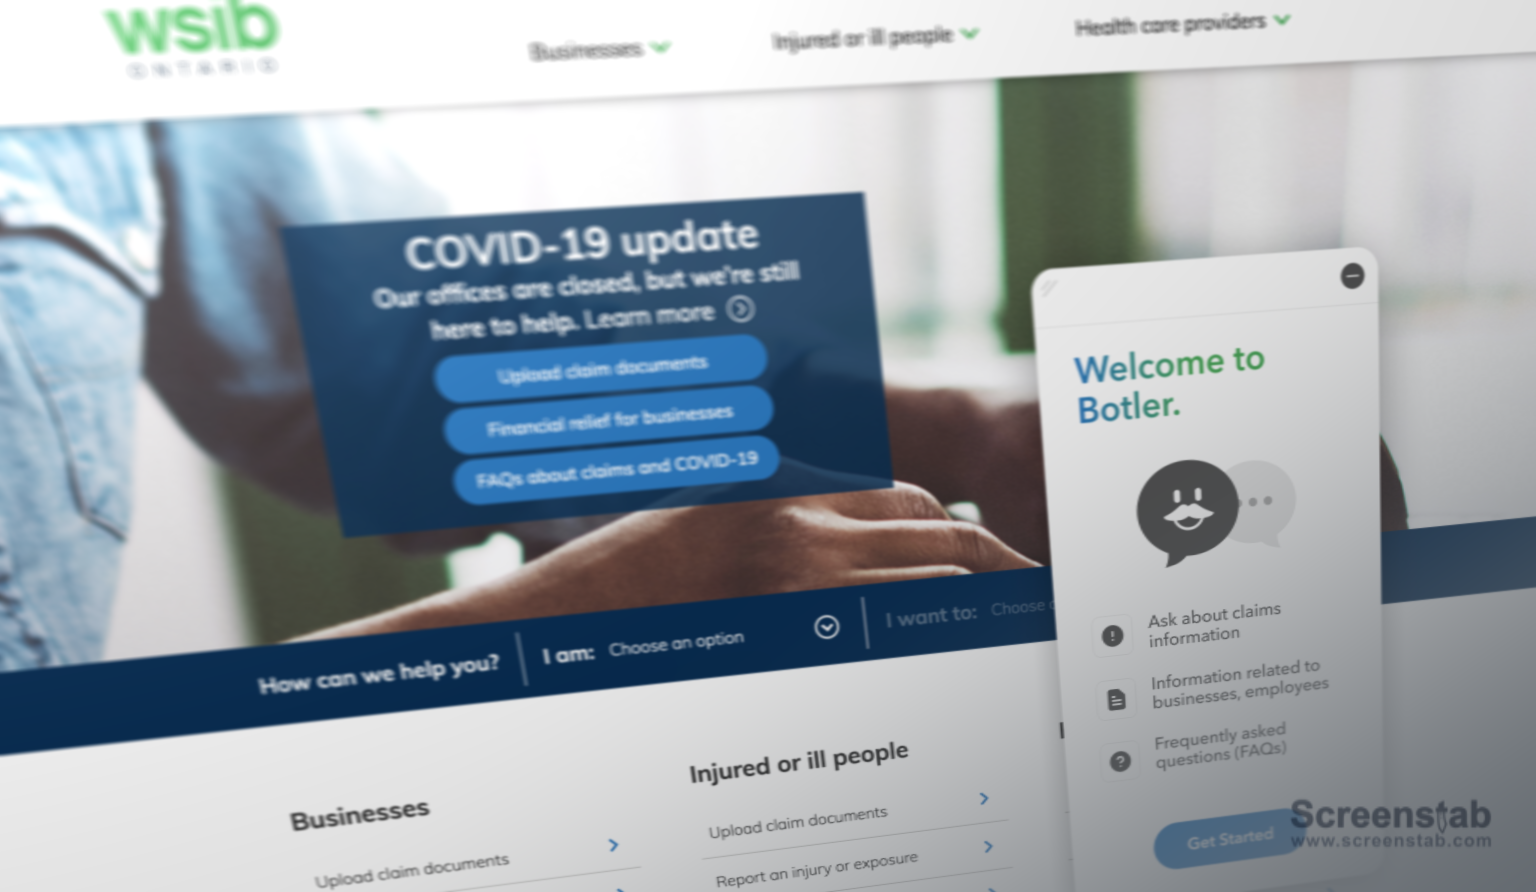 wsib
ONTARIO
Businesses
Injured or ill people
Health care providers
COVID-19 update
Our offices are closed, but we're still
here to help. Learn more
Upload claim documents
Financial relief for businesses
FAQs about claims and COVID-19
How can we help you?
I am: Choose an option
I want to: Choose
Welcome to
Botler.
Ask about claims
information
Information related to
businesses, employees
Frequently asked
questions (FAQs)
Get Started
Businesses
Upload claim documents
Injured or ill people
Upload claim documents
Report an injury or exposure
Screenstab
www.screenstab.com